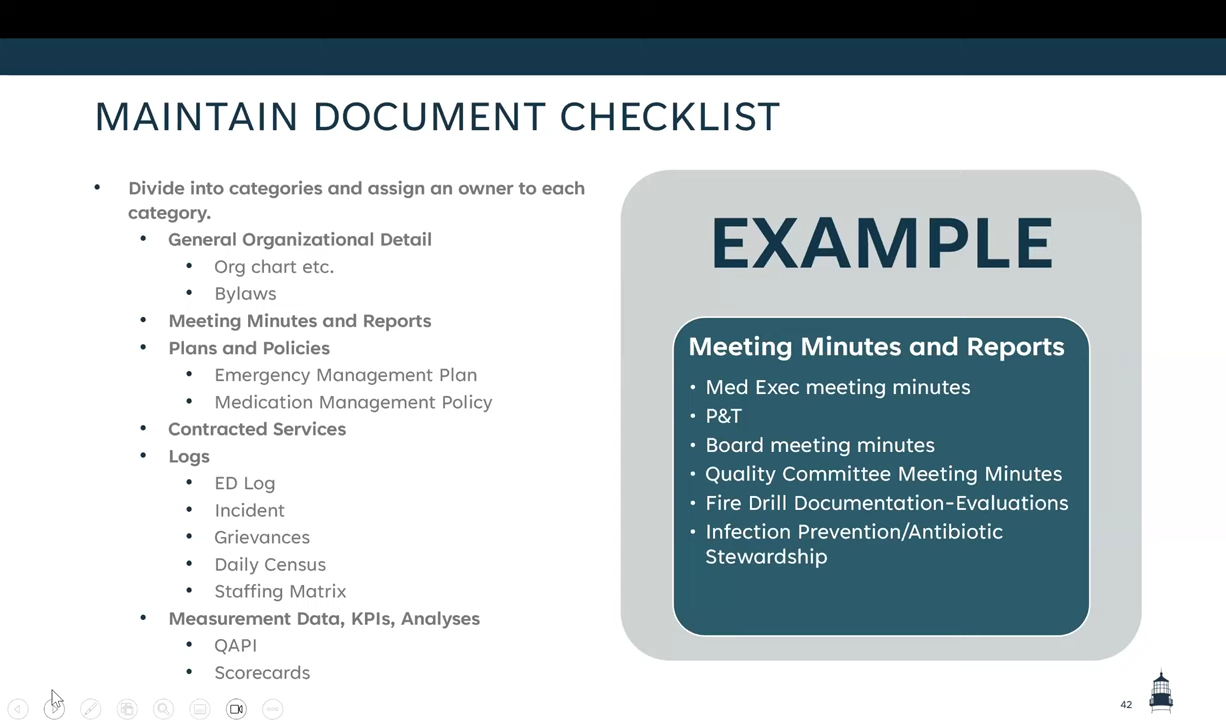 MAINTAIN DOCUMENT CHECKLIST
• Divide into categories and assign an owner to each
category.
• General Organizational Detail
• Org chart etc.
• Bylaws
• Meeting Minutes and Reports
• Plans and Policies
• Emergency Management Plan
• Medication Management Policy
• Contracted Services
• Logs
• ED Log
• Incident
• Grievances
• Daily Census
• Staffing Matrix
• Measurement Data, KPIs, Analyses
• QAPI
• Scorecards
EXAMPLE
Meeting Minutes and Reports
• Med Exec meeting minutes
• P&T
• Board meeting minutes
• Quality Committee Meeting Minutes
• Fire Drill Documentation-Evaluations
• Infection Prevention/Antibiotic
Stewardship
42